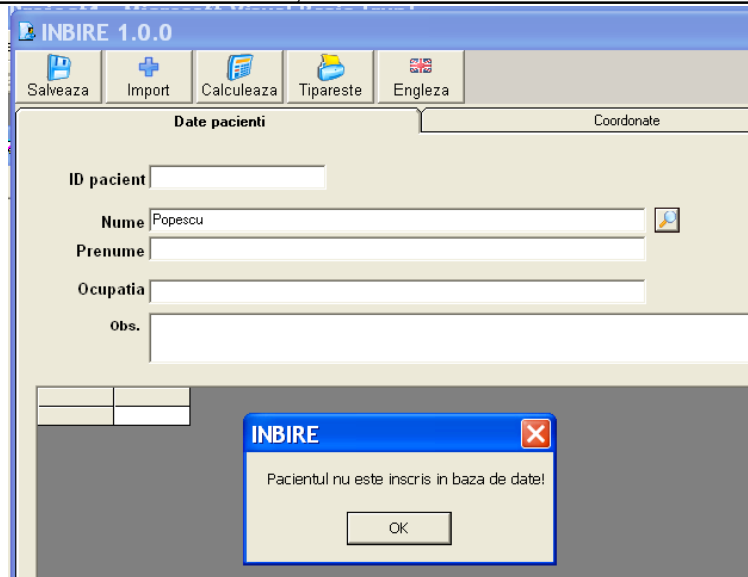 INBIRE 1.0.0
Salveaza Import Calculeaza Tipareste Engleza
Date pacienti Coordonate
ID pacient
Nume Popescu
Prenume
Ocupatia
Obs.
INBIRE
Pacientul nu este inscris in baza de date!
OK